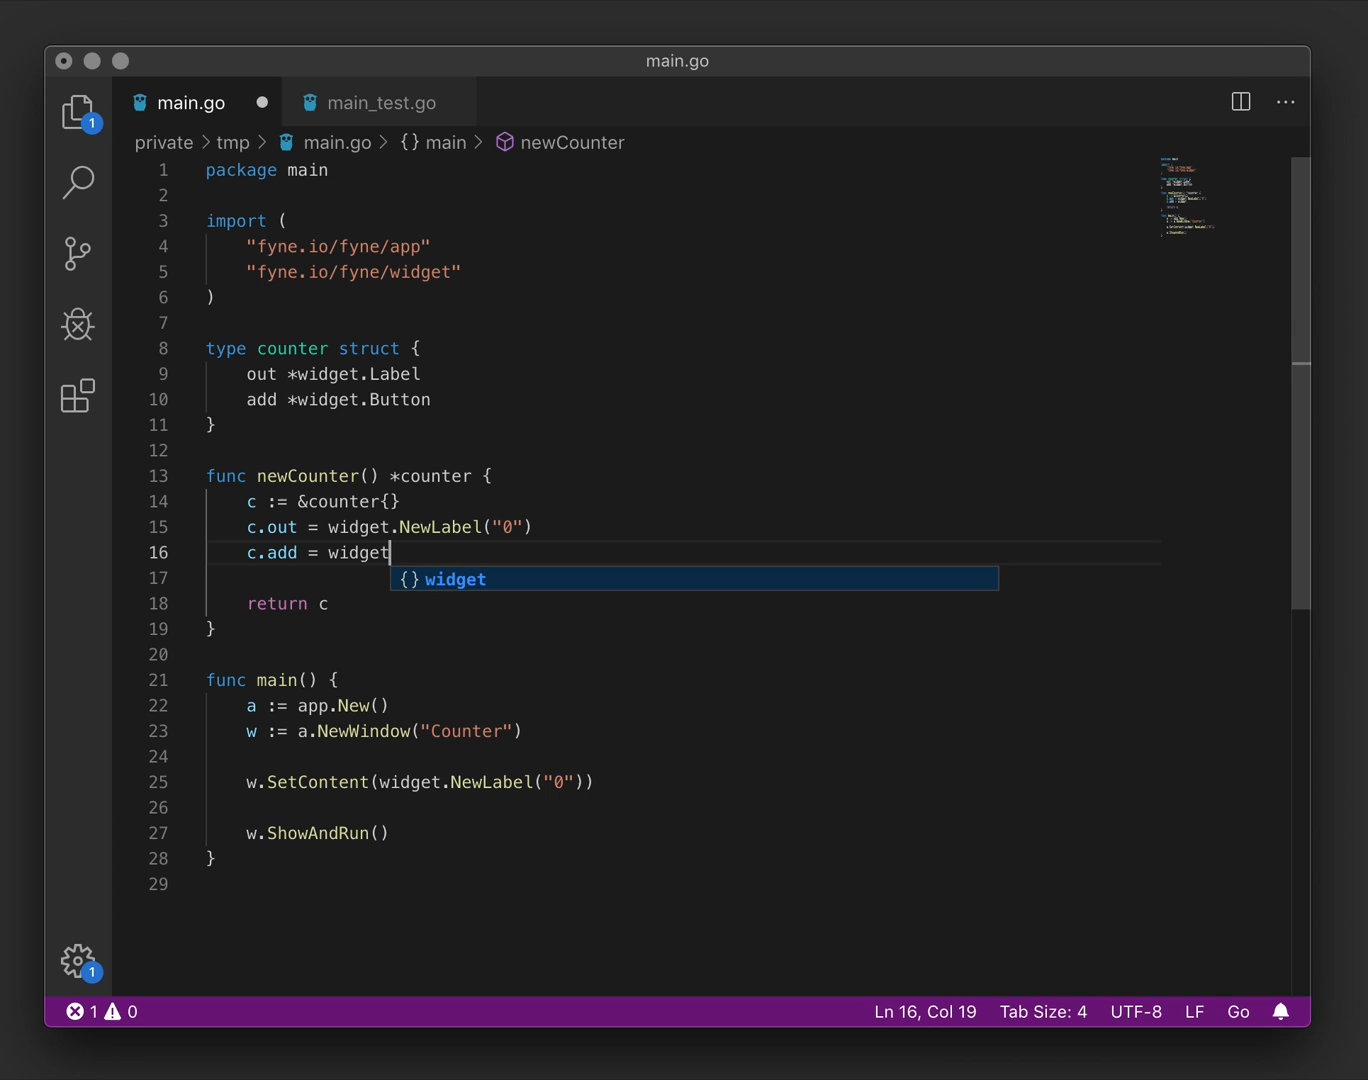 main.go
main.go
main_test.go
1
private > tmp > main.go > {} main > newCounter
1 package main
2
3 import (
4 "fyne.io/fyne/app"
5 "fyne.io/fyne/widget"
6 )
7
8 type counter struct {
9 out *widget.Label
10 add *widget.Button
11 }
12
13 func newCounter() *counter {
14 c := &counter{}
15 c.out = widget.NewLabel("0")
16 c.add = widget
17 {} widget
18 return c
19 }
20
21 func main() {
22 a := app.New()
23 w := a.NewWindow("Counter")
24
25 w.SetContent(widget.NewLabel("0"))
26
27 w.ShowAndRun()
28 }
29
1
1 0 Ln 16, Col 19 Tab Size: 4 UTF-8 LF Go